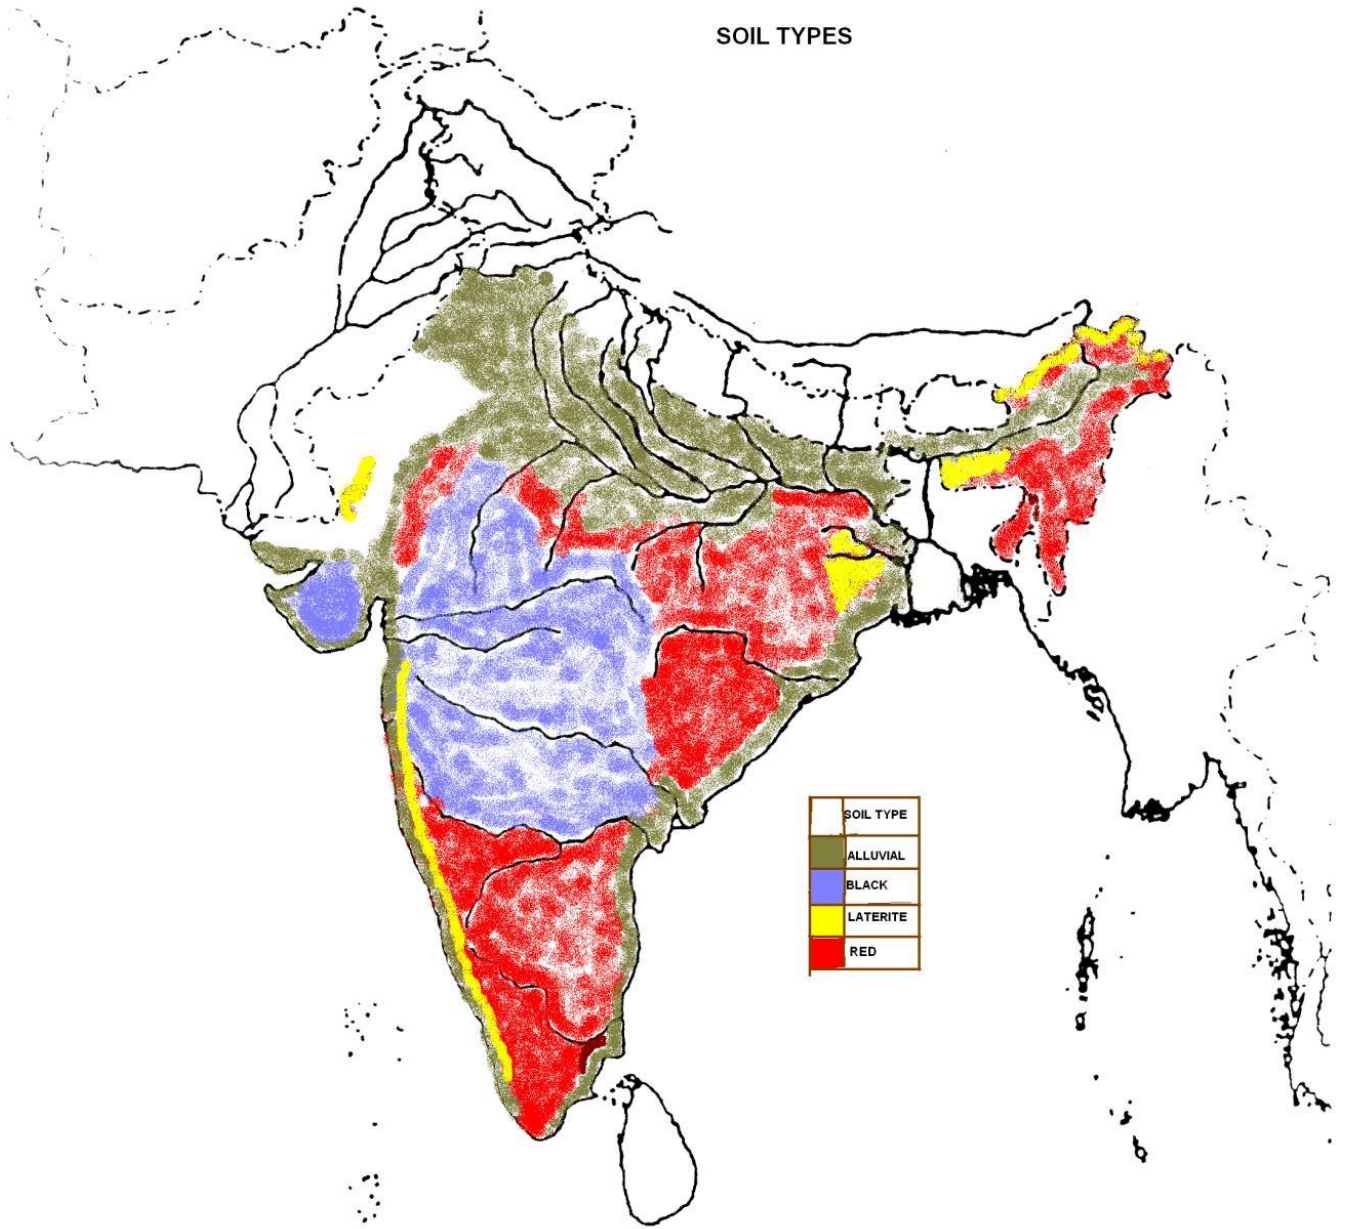 SOIL TYPES
SOIL TYPE
ALLUVIAL
BLACK
LATERITE
RED